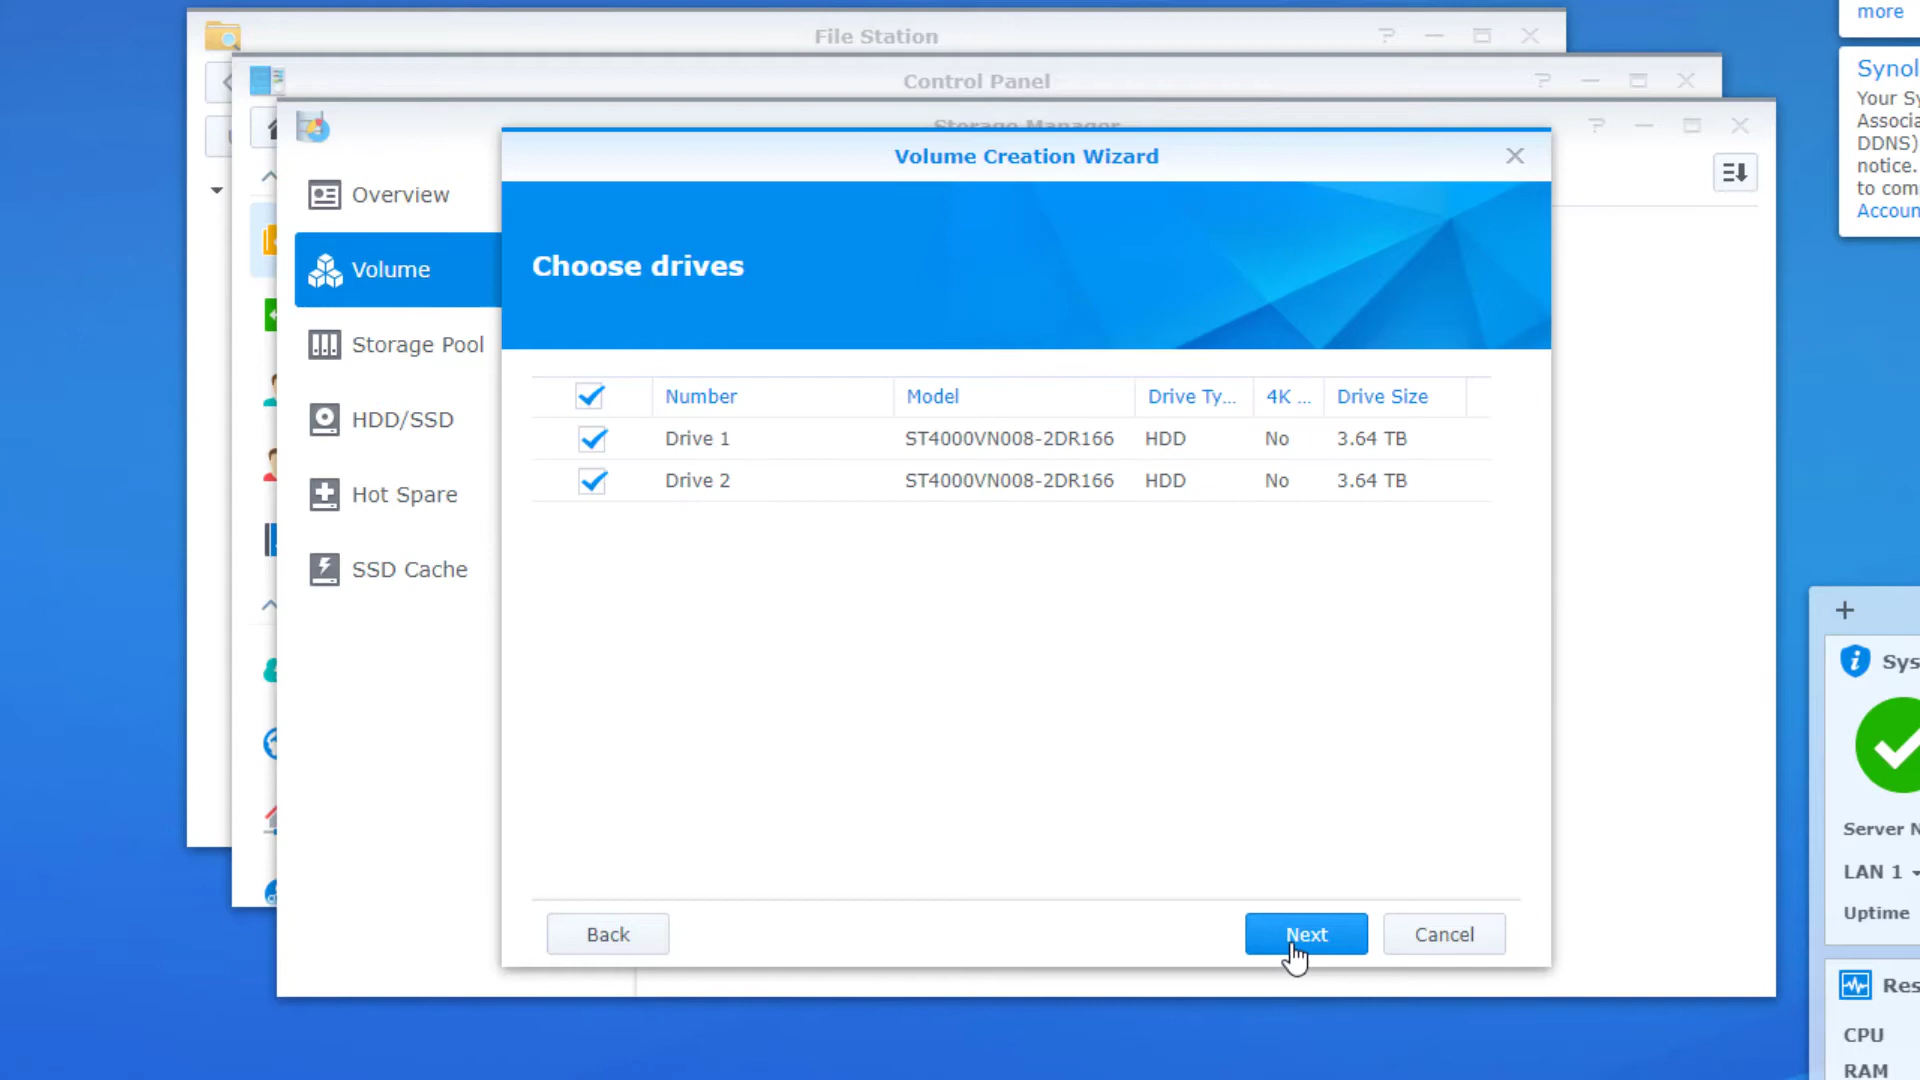 File Station
Control Panel
Storage Manager
Volume Creation Wizard
Overview
Volume
Storage Pool
HDD/SSD
Hot Spare
SSD Cache
Choose drives
Number Model Drive Ty... 4K ... Drive Size
Drive 1 ST4000VN008-2DR166 HDD No 3.64 TB
Drive 2 ST4000VN008-2DR166 HDD No 3.64 TB
Back
Next
Cancel
more
Synol
Your Sy
Associa
DDNS)
notice.
to com
Accoun
Sys
Server N
LAN 1
Uptime
Res
CPU
RAM